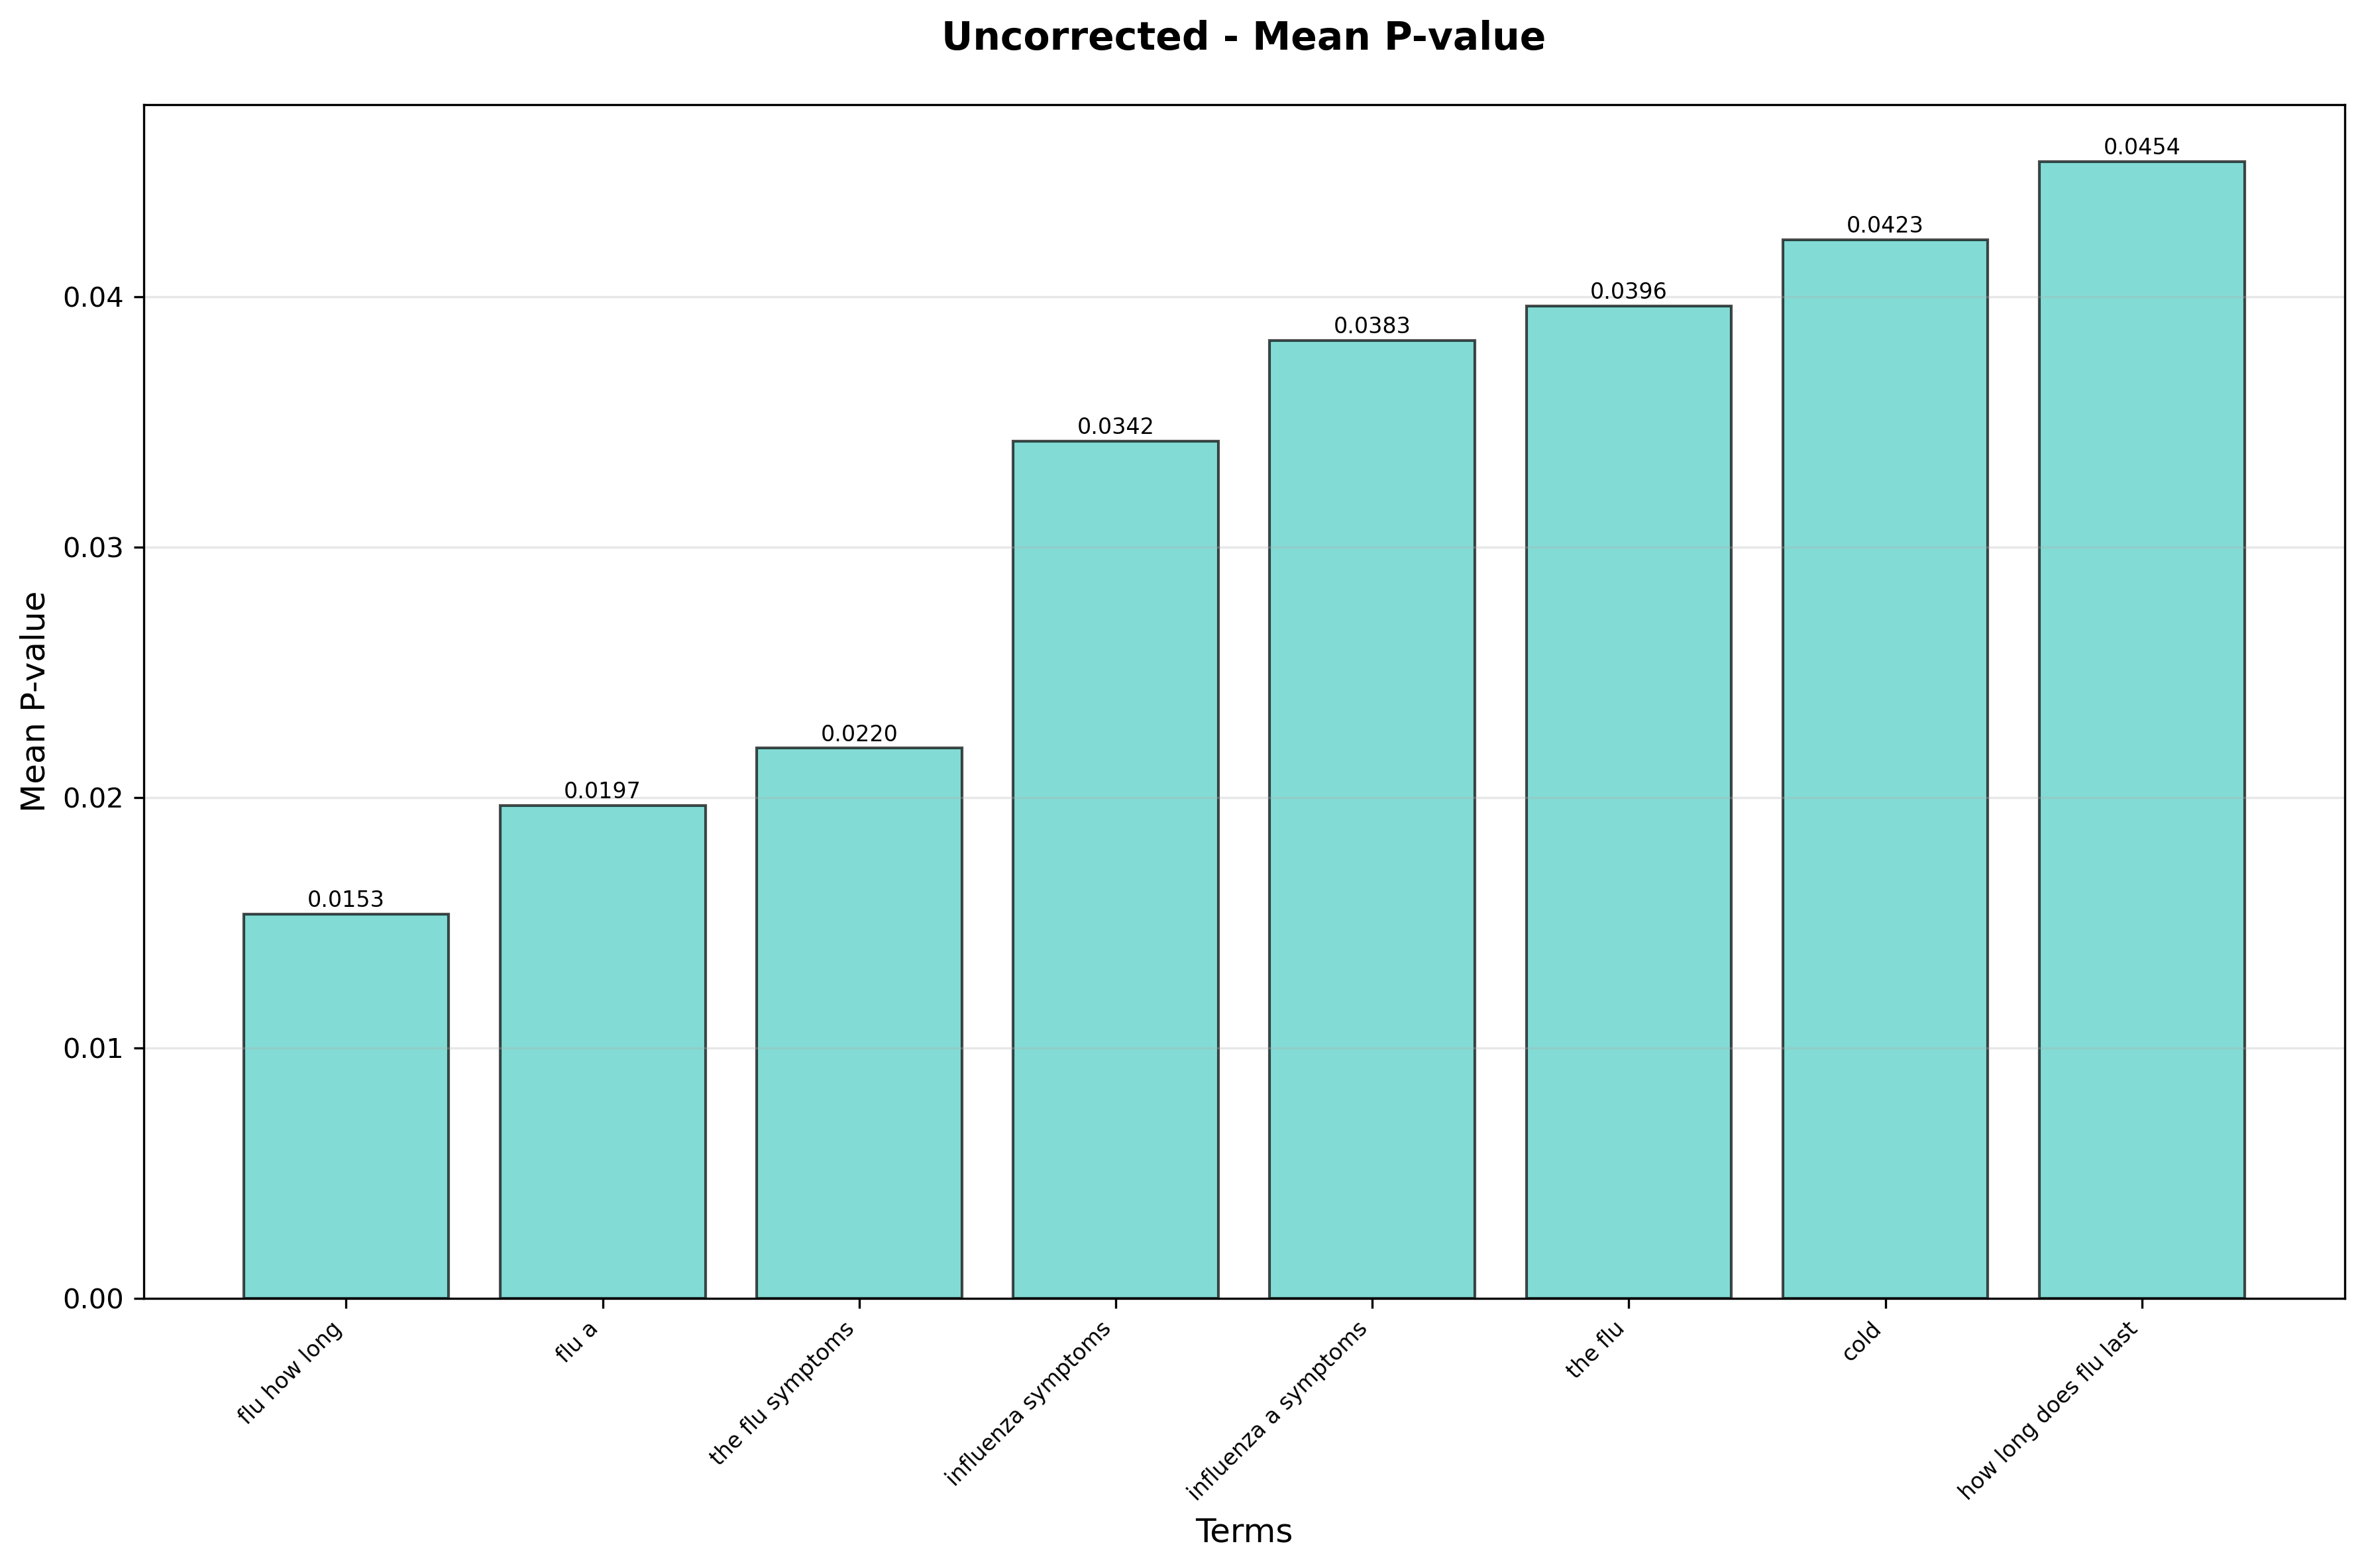 Uncorrected - Mean P-value
Mean P-value
0.04
0.03
0.02
0.01
0.00
0.0153
0.0197
0.0220
0.0342
0.0383
0.0396
0.0423
0.0454
flu how long
flu a
the flu symptoms
influenza symptoms
influenza a symptoms
the flu
cold
how long does flu last
Terms